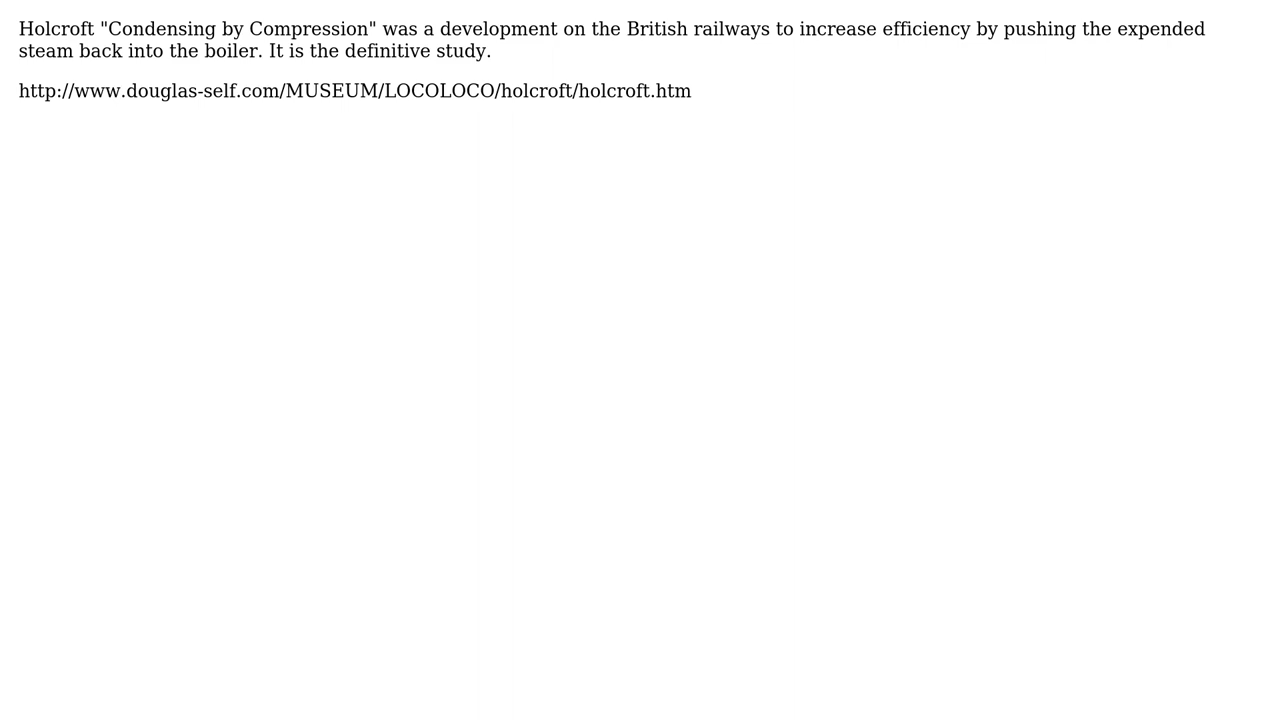 Holcroft "Condensing by Compression" was a development on the British railways to increase efficiency by pushing the expended
steam back into the boiler. It is the definitive study.
http://www.douglas-self.com/MUSEUM/LOCOLOCO/holcroft/holcroft.htm